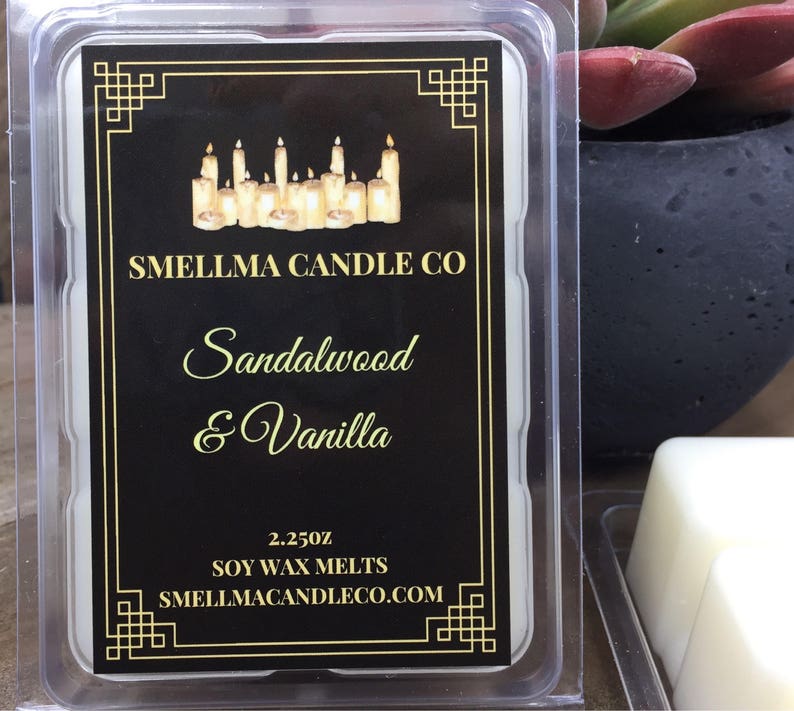 SMELLMA CANDLE CO
Sandalwood
& Vanilla
2.25oz
SOY WAX MELTS
SMELLMACANDLECO.COM